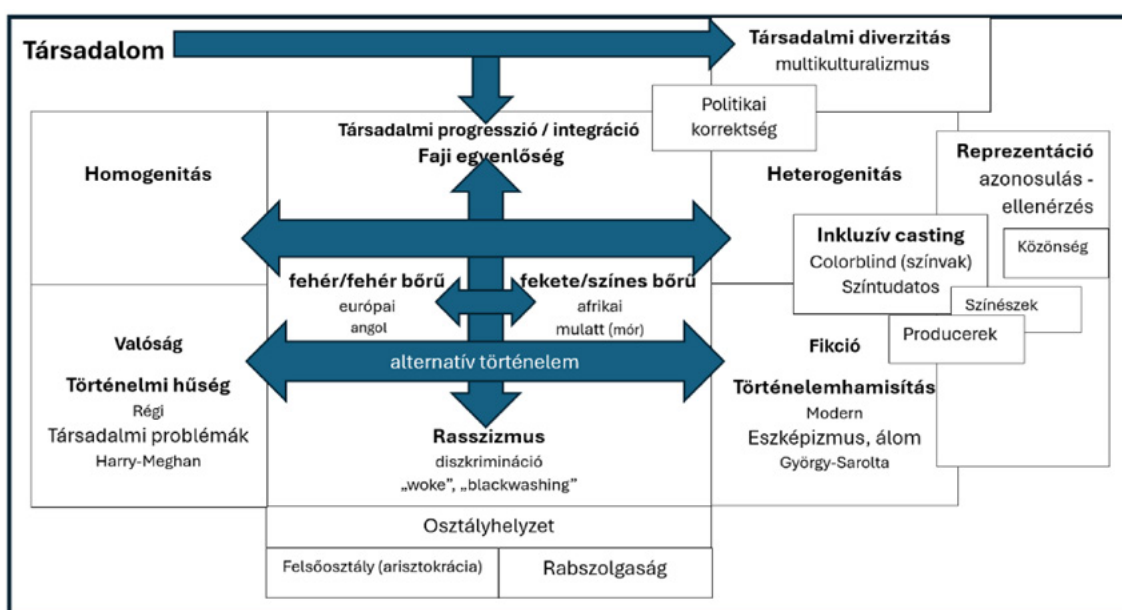 Társadalom
Társadalmi diverzitás
multikulturalizmus
Politikai
korrektség
Társadalmi progresszió / integráció
Faji egyenlőség
Homogenitás
Heterogenitás
Reprezentáció
azonosulás -
ellenérzés
Közönség
Inkluzív casting
Colorblind (színvak)
Színtudatos
Színészek
Producerek
fehér/fehér bőrű
európai
angol
fekete/színes bőrű
afrikai
mulatt (mór)
alternatív történelem
Valóság
Történelmi hűség
Régi
Társadalmi problémák
Harry-Meghan
Fikció
Történelemhamisítás
Modern
Eszképizmus, álom
György-Sarolta
Rasszizmus
diszkrimináció
„woke”, „blackwashing”
Osztályhelyzet
Felsőosztály (arisztokrácia)
Rabszolgaság